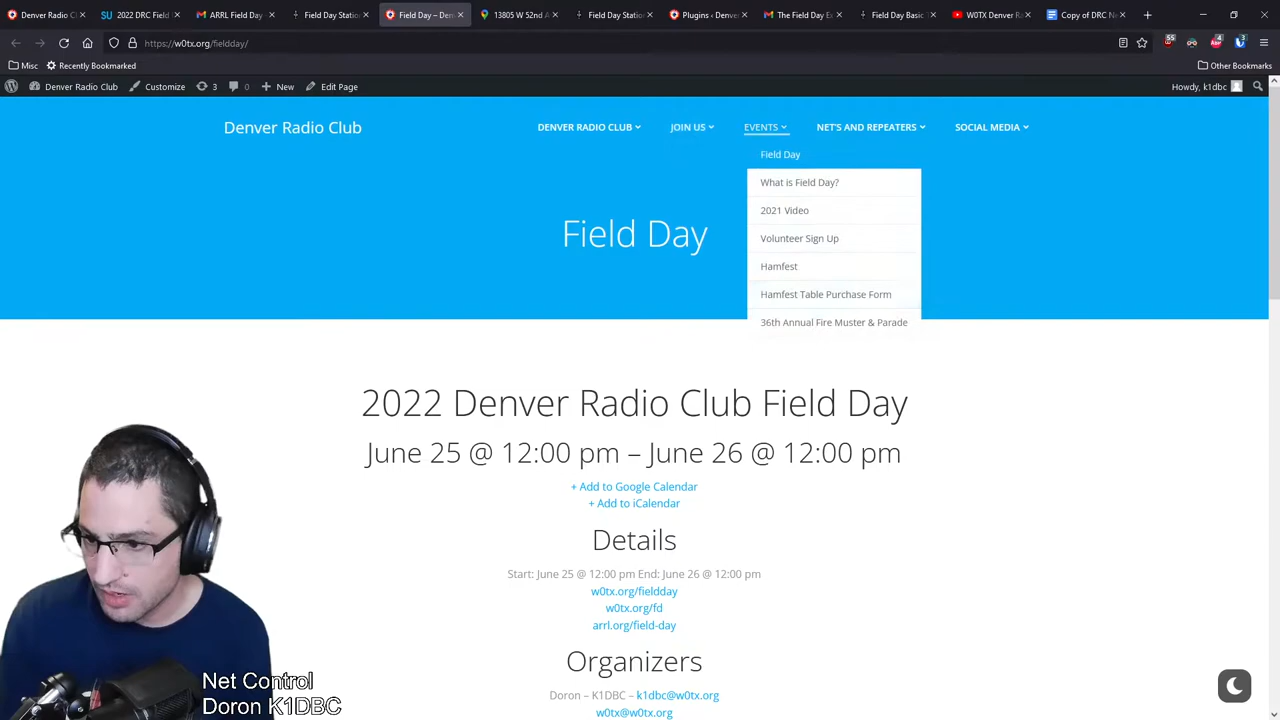 Denver Radio Cl
2022 DRC Field
ARRL Field Day
Field Day Station
Field Day – Den
13805 W 52nd A
Field Day Station
Plugins ‹ Denver
The Field Day E
Field Day Basic
W0TX Denver Ra
Copy of DRC Ne
https://w0tx.org/fieldday/
55
4
3
Misc
Recently Bookmarked
Other Bookmarks
Denver Radio Club
Customize
3
0
New
Edit Page
Howdy, k1dbc
Denver Radio Club
DENVER RADIO CLUB
JOIN US
EVENTS
NET'S AND REPEATERS
SOCIAL MEDIA
Field Day
What is Field Day?
2021 Video
Volunteer Sign Up
Hamfest
Hamfest Table Purchase Form
36th Annual Fire Muster & Parade
Field Day
2022 Denver Radio Club Field Day
June 25 @ 12:00 pm – June 26 @ 12:00 pm
+ Add to Google Calendar
+ Add to iCalendar
Details
Start: June 25 @ 12:00 pm End: June 26 @ 12:00 pm
w0tx.org/fieldday
w0tx.org/fd
arrl.org/field-day
Organizers
Doron – K1DBC – k1dbc@w0tx.org
w0tx@w0tx.org
Net Control
Doron K1DBC